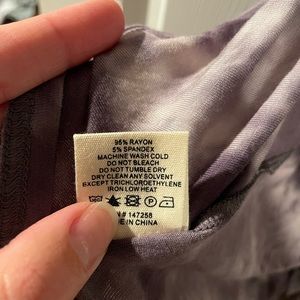 95% RAYON
5% SPANDEX
MACHINE WASH COLD
DO NOT BLEACH
DO NOT TUMBLE DRY
DRY CLEAN ANY SOLVENT
EXCEPT TRICHLOROETHYLENE
IRON LOW HEAT
# 147258
IN CHINA